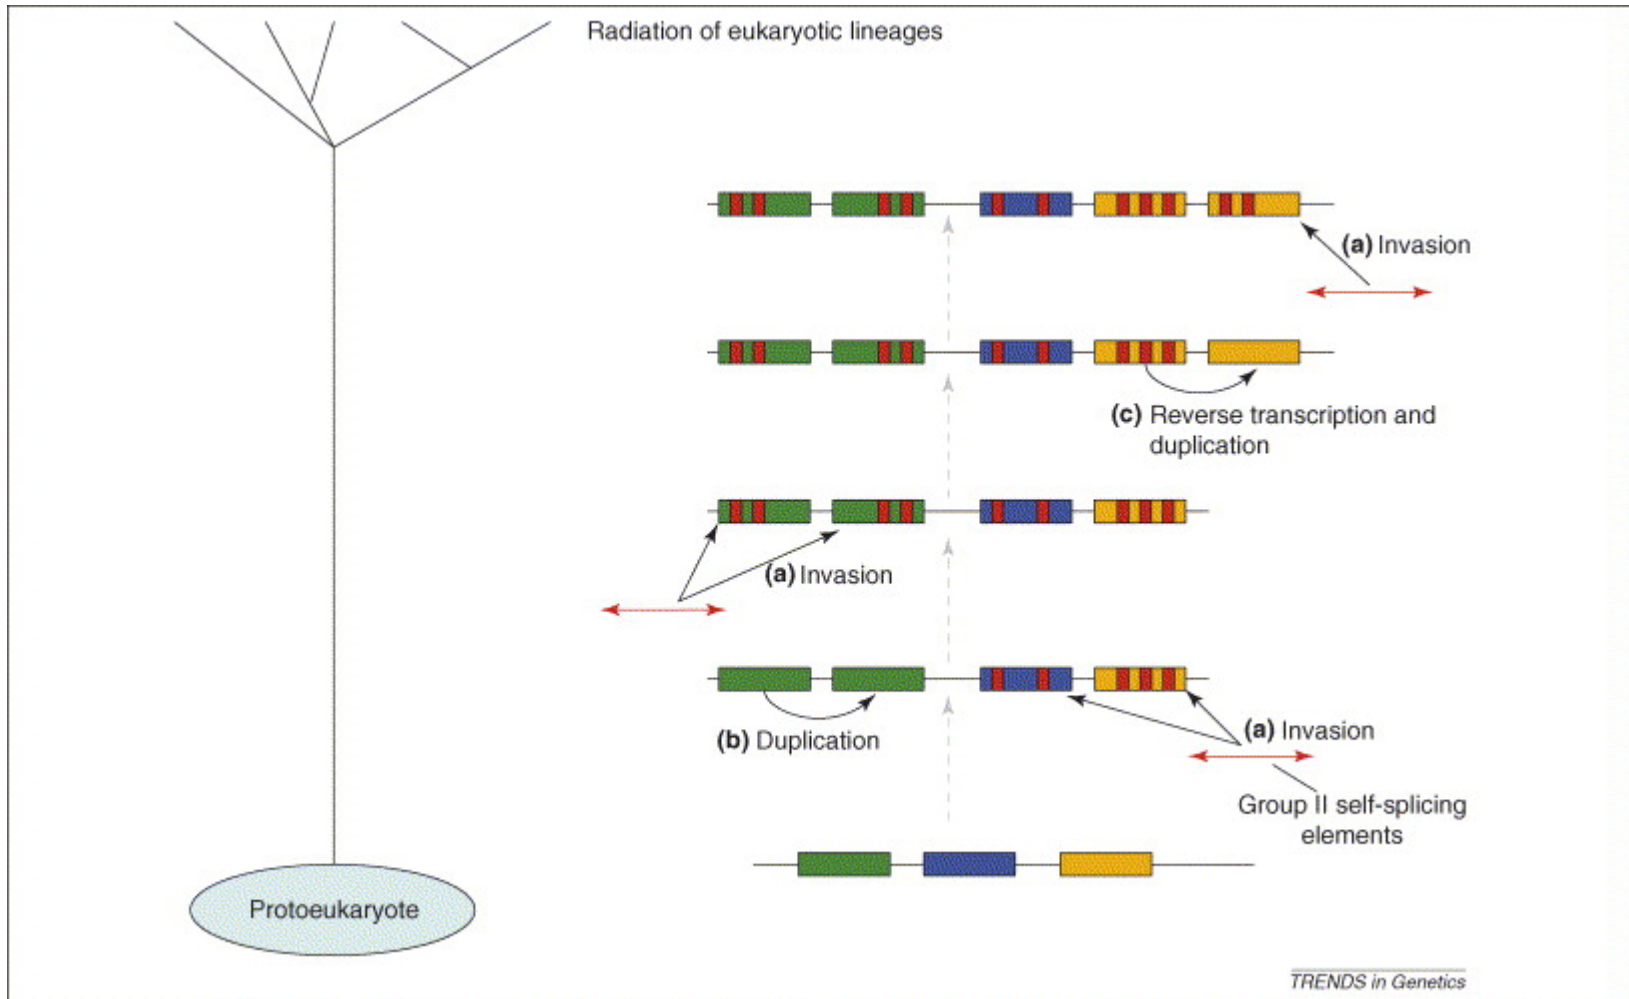 Radiation of eukaryotic lineages
(a) Invasion
(c) Reverse transcription and
duplication
(a) Invasion
(b) Duplication
(a) Invasion
Group II self-splicing
elements
Protoeukaryote
TRENDS in Genetics